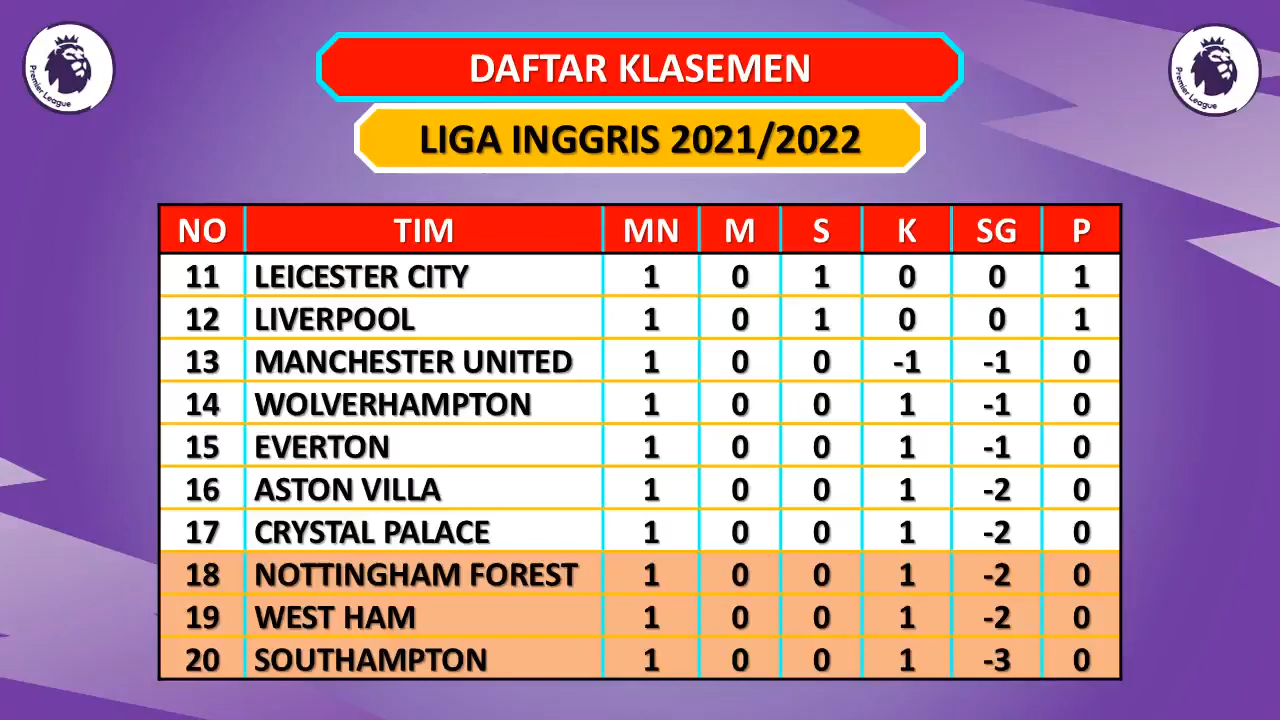 Premier League
Premier League
DAFTAR KLASEMEN
LIGA INGGRIS 2021/2022
NO TIM MN M S K SG P
11 LEICESTER CITY 1 0 1 0 0 1
12 LIVERPOOL 1 0 1 0 0 1
13 MANCHESTER UNITED 1 0 0 -1 -1 0
14 WOLVERHAMPTON 1 0 0 1 -1 0
15 EVERTON 1 0 0 1 -1 0
16 ASTON VILLA 1 0 0 1 -2 0
17 CRYSTAL PALACE 1 0 0 1 -2 0
18 NOTTINGHAM FOREST 1 0 0 1 -2 0
19 WEST HAM 1 0 0 1 -2 0
20 SOUTHAMPTON 1 0 0 1 -3 0